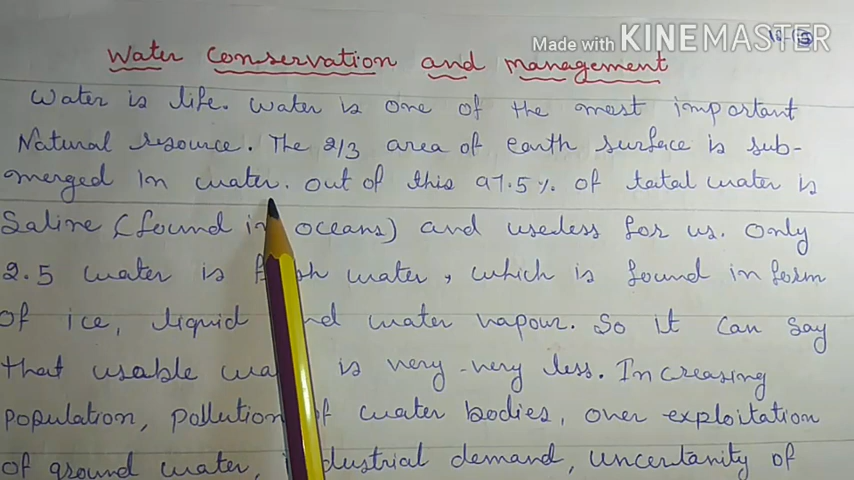 Made with KINEMASTER
Water Conservation and management
Water is life. Water is one of the most important
Natural resource. The 2/3 area of earth surface is sub-
merged in water. out of this 97.5% of total water is
Saline (found in oceans) and useless for us. Only
2.5 water is water, which is found in form
of ice, liquid water vapour. So it can say
that usable is very-very less. Increasing
population, pollution of water bodies, over exploitation
of ground water, industrial demand, uncertanity of